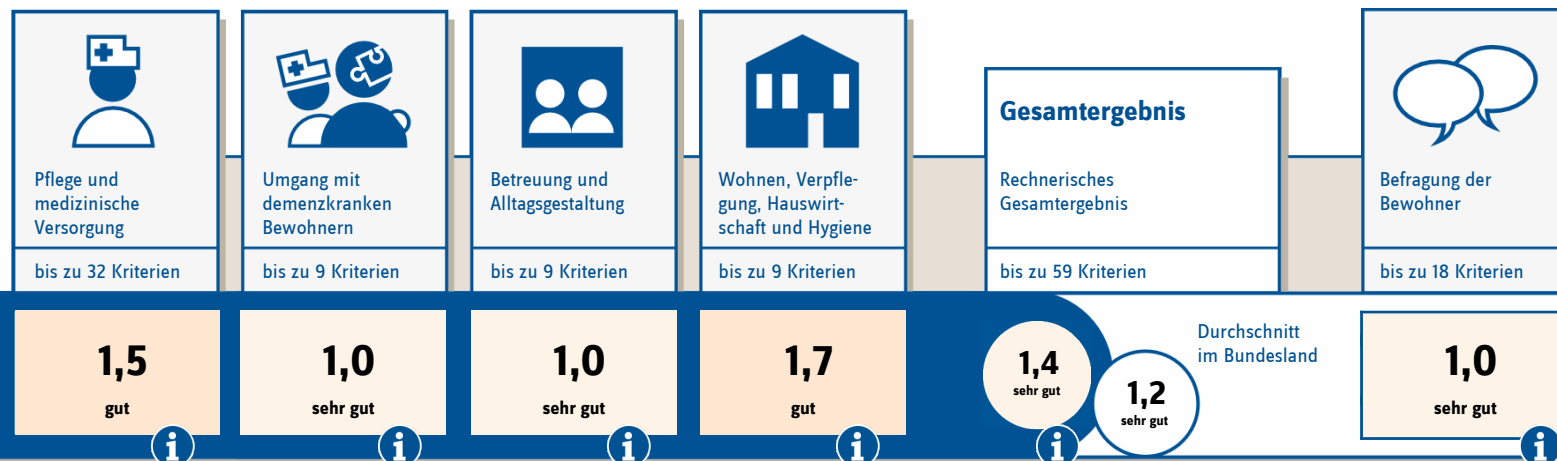 Pflege und
medizinische
Versorgung
bis zu 32 Kriterien
1,5
gut
Umgang mit
demenzkranken
Bewohnern
bis zu 9 Kriterien
1,0
sehr gut
Betreuung und
Alltagsgestaltung
bis zu 9 Kriterien
1,0
sehr gut
Wohnen, Verpfle-
gung, Hauswirt-
schaft und Hygiene
bis zu 9 Kriterien
1,7
gut
Gesamtergebnis
Rechnerisches
Gesamtergebnis
bis zu 59 Kriterien
1,4
sehr gut
Durchschnitt
im Bundesland
1,2
sehr gut
Befragung der
Bewohner
bis zu 18 Kriterien
1,0
sehr gut
i
i
i
i
i
i